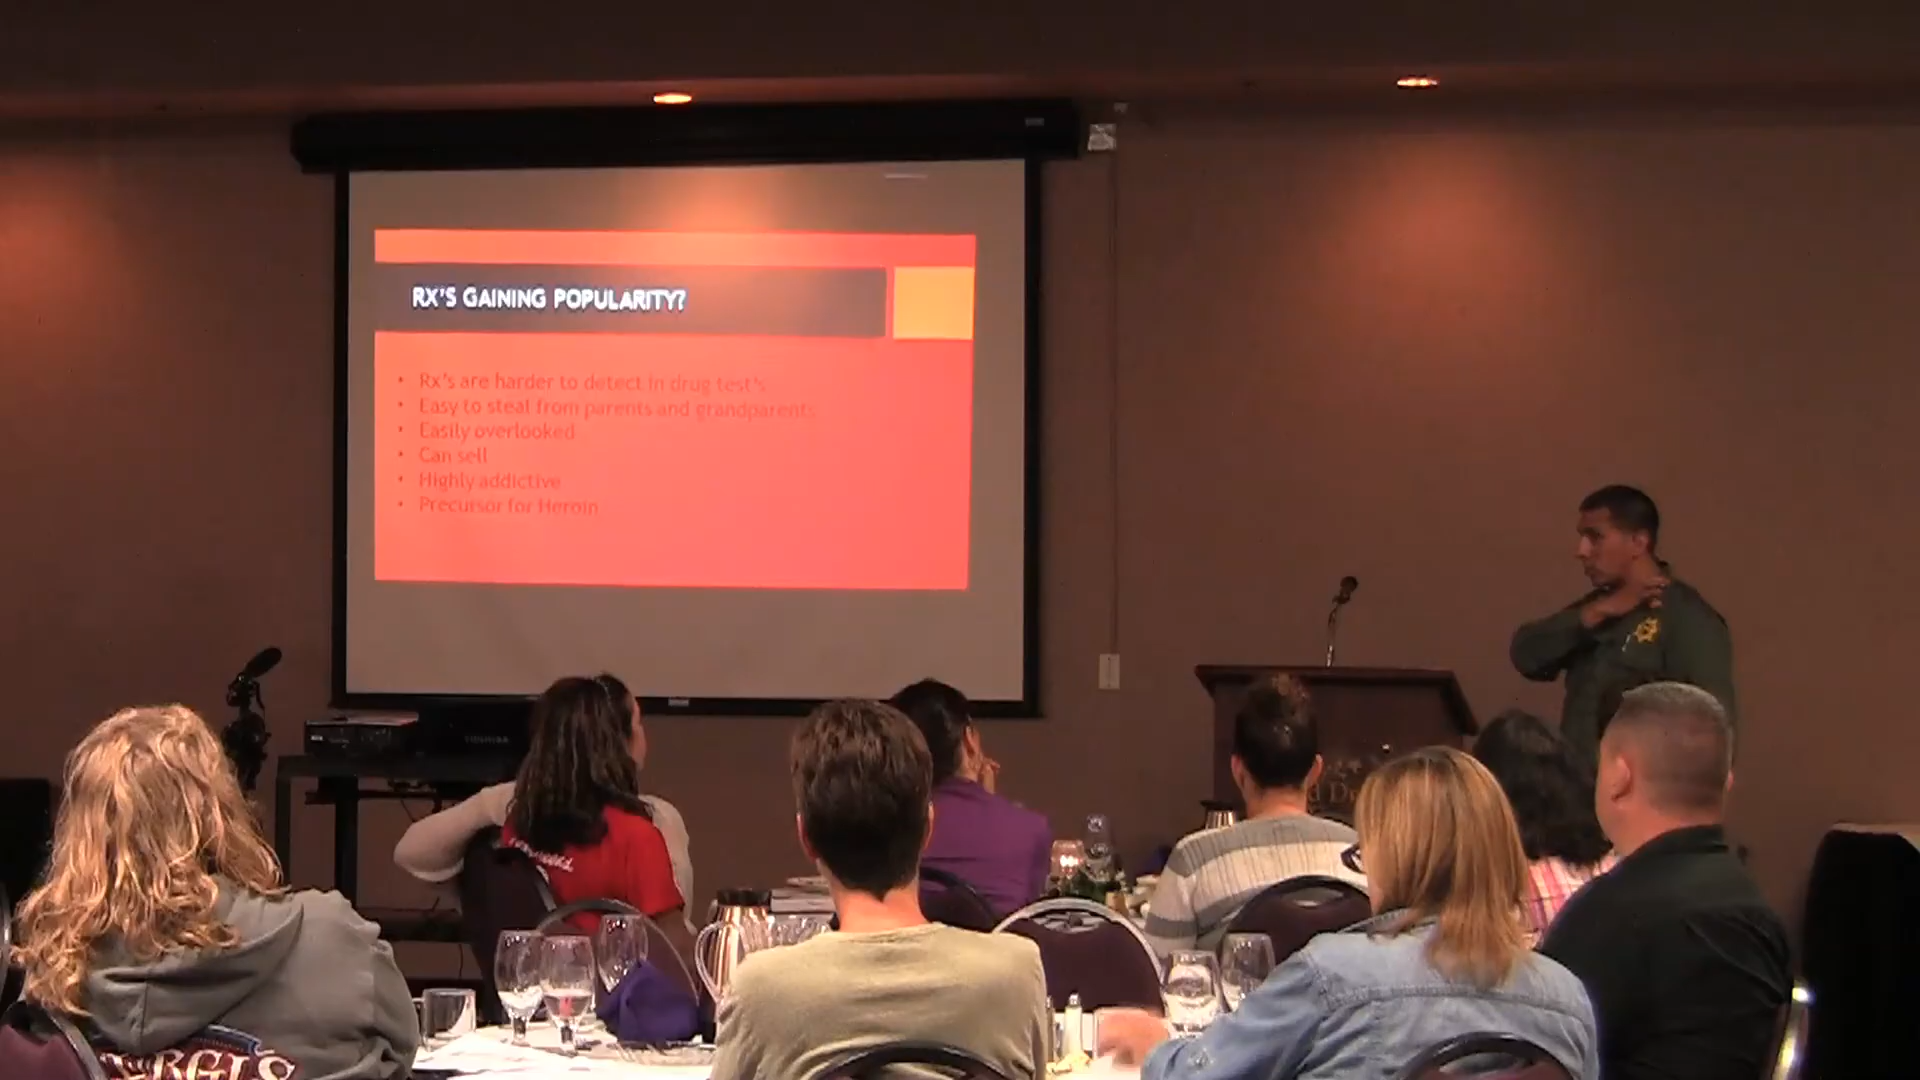 RX'S GAINING POPULARITY?
• Rx's are harder to detect in drug test's
• Easy to steal from parents and grandparents
• Easily overlooked
• Can sell
• Highly addictive
• Precursor for Heroin
TOSHIBA